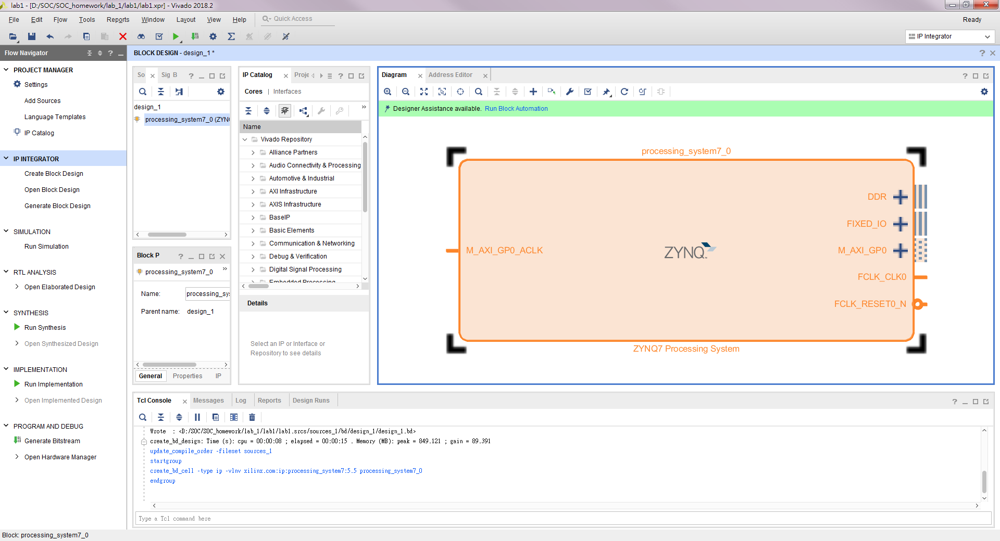 lab1 - [D:/SOC/SOC_homework/lab_1/lab1/lab1.xpr] - Vivado 2018.2
File Edit Flow Tools Reports Window Layout View Help Quick Access Ready
IP Integrator
Flow Navigator
PROJECT MANAGER
Settings
Add Sources
Language Templates
IP Catalog
IP INTEGRATOR
Create Block Design
Open Block Design
Generate Block Design
SIMULATION
Run Simulation
RTL ANALYSIS
Open Elaborated Design
SYNTHESIS
Run Synthesis
Open Synthesized Design
IMPLEMENTATION
Run Implementation
Open Implemented Design
PROGRAM AND DEBUG
Generate Bitstream
Open Hardware Manager
BLOCK DESIGN - design_1 *
So Sig B
design_1
processing_system7_0 (ZYN
Block P
processing_system7_0
Name: processing_sy
Parent name: design_1
General Properties IP
IP Catalog Proje
Cores | Interfaces
Name
Vivado Repository
Alliance Partners
Audio Connectivity & Processing
Automotive & Industrial
AXI Infrastructure
AXIS Infrastructure
BaseIP
Basic Elements
Communication & Networking
Debug & Verification
Digital Signal Processing
Embedded Processing
Details
Select an IP or Interface or
Repository to see details
Diagram Address Editor
Designer Assistance available. Run Block Automation
processing_system7_0
DDR
FIXED_IO
M_AXI_GP0_ACLK ZYNQ M_AXI_GP0
FCLK_CLK0
FCLK_RESET0_N
ZYNQ7 Processing System
Tcl Console Messages Log Reports Design Runs
Wrote : <D:/SOC/SOC_homework/lab_1/lab1/lab1.srcs/sources_1/bd/design_1/design_1.bd>
create_bd_design: Time (s): cpu = 00:00:08 ; elapsed = 00:00:15 . Memory (MB): peak = 849.121 ; gain = 89.391
update_compile_order -fileset sources_1
startgroup
create_bd_cell -type ip -vlnv xilinx.com:ip:processing_system7:5.5 processing_system7_0
endgroup
Type a Tcl command here
Block: processing_system7_0